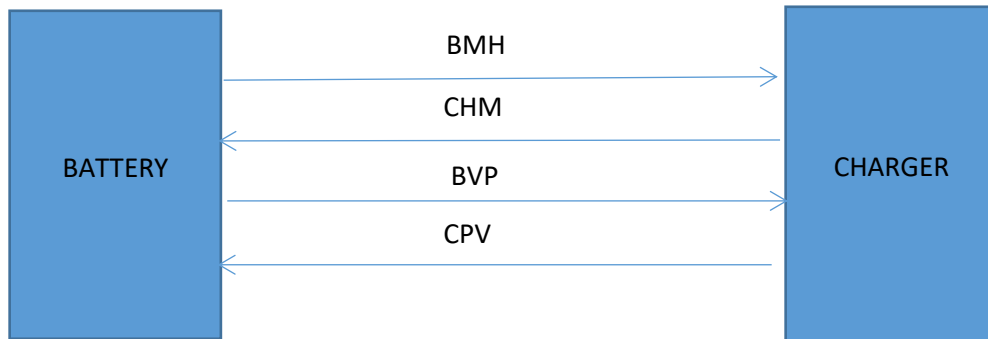 BMH
CHM
BATTERY
CHARGER
BVP
CPV